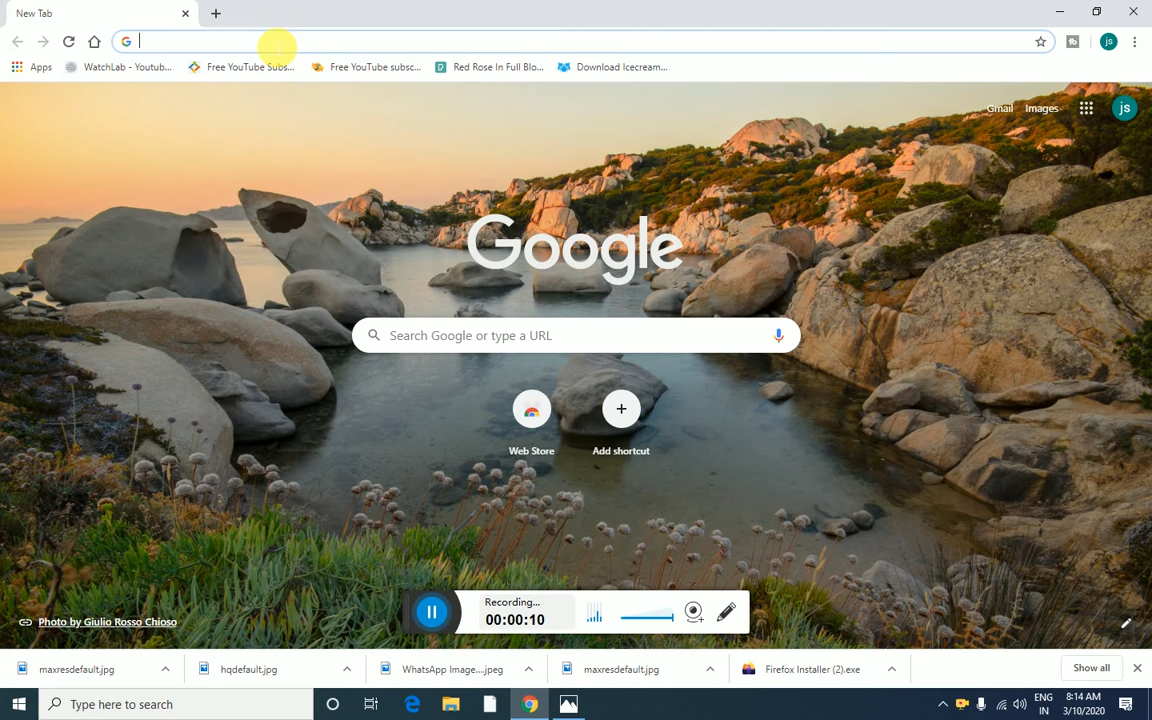 New Tab
Apps
WatchLab - Youtub...
Free YouTube Subs...
Free YouTube subsc...
Red Rose In Full Blo...
Download Icecream...
js
Gmail
Images
js
Google
Search Google or type a URL
Web Store
Add shortcut
Recording...
00:00:10
Photo by Giulio Rosso Chioso
maxresdefault.jpg
hqdefault.jpg
WhatsApp Image....jpeg
maxresdefault.jpg
Firefox Installer (2).exe
Show all
Type here to search
ENG
IN
8:14 AM
3/10/2020